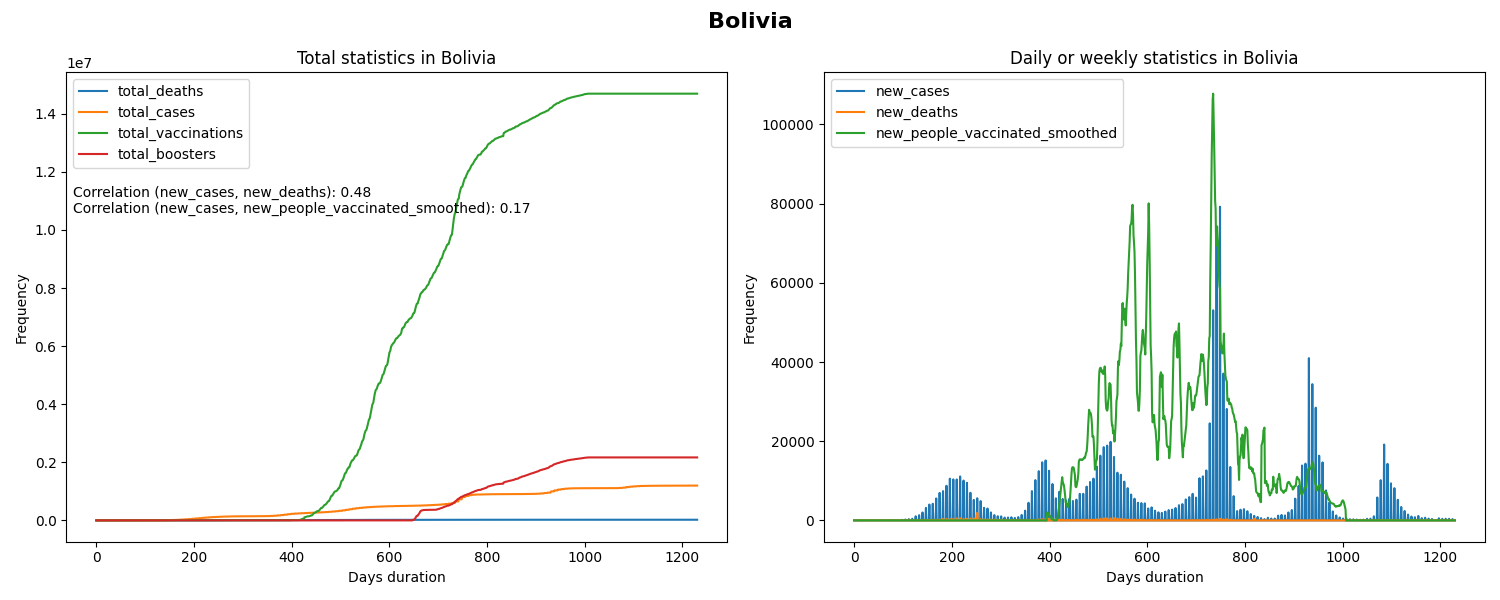 Bolivia
Total statistics in Bolivia
1e7
total_deaths
total_cases
total_vaccinations
total_boosters
Correlation (new_cases, new_deaths): 0.48
Correlation (new_cases, new_people_vaccinated_smoothed): 0.17
Frequency
1.4
1.2
1.0
0.8
0.6
0.4
0.2
0.0
0 200 400 600 800 1000 1200
Days duration
Daily or weekly statistics in Bolivia
new_cases
new_deaths
new_people_vaccinated_smoothed
Frequency
100000
80000
60000
40000
20000
0
0 200 400 600 800 1000 1200
Days duration